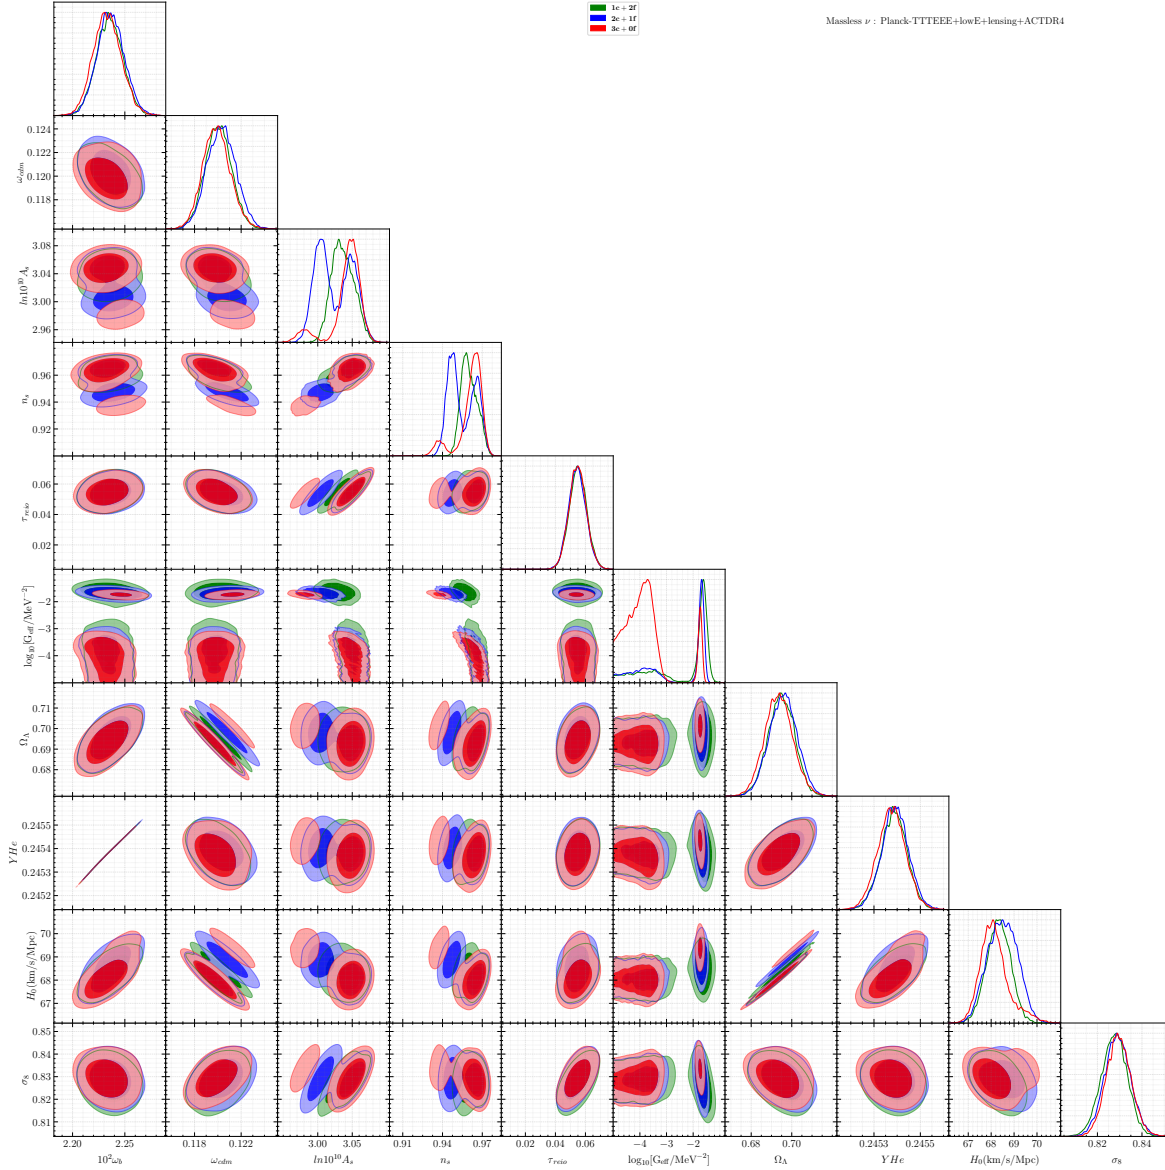 1c + 2f
2c + 1f
3c + 0f
Massless ν : Planck-TTTEEE+lowE+lensing+ACTDR4
0.124
0.122
0.120
0.118
ω_cdm
3.08
3.04
3.00
2.96
ln10^10 A_s
0.96
0.94
0.92
n_s
0.06
0.04
0.02
τ_reio
−2
−3
−4
log₁₀[G_eff/MeV⁻²]
0.71
0.70
0.69
0.68
Ω_Λ
0.2455
0.2454
0.2453
0.2452
YHe
70
69
68
67
H₀(km/s/Mpc)
0.85
0.84
0.83
0.82
0.81
σ₈
2.20 2.25 0.118 0.122 3.00 3.05 0.91 0.94 0.97 0.02 0.04 0.06 −4 −2 0.68 0.70 0.2453 0.2455 67 68 69 70 0.82 0.84
10²ω_b ω_cdm ln10^10 A_s n_s τ_reio log₁₀[G_eff/MeV⁻²] Ω_Λ YHe H₀(km/s/Mpc) σ₈